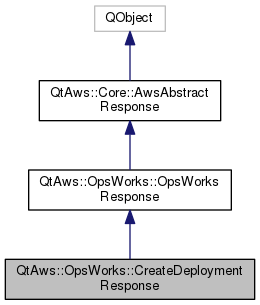 QObject
QtAws::Core::AwsAbstract
Response
QtAws::OpsWorks::OpsWorks
Response
QtAws::OpsWorks::CreateDeployment
Response